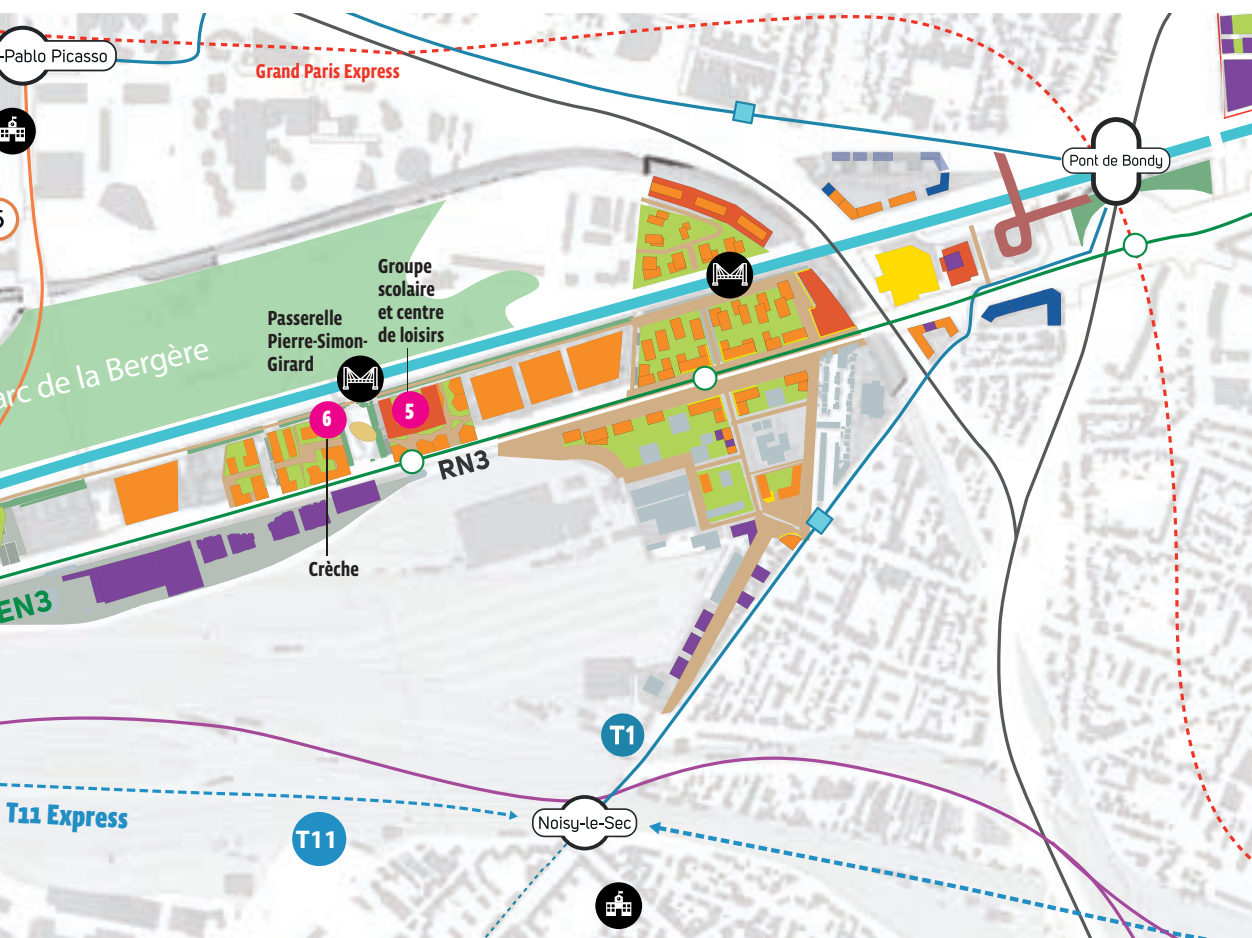 -Pablo Picasso
Grand Paris Express
Pont de Bondy
5
Groupe
scolaire
et centre
de loisirs
Passerelle
Pierre-Simon-
Girard
arc de la Bergère
6
5
RN3
Crèche
EN3
T1
T11 Express
T11
Noisy-le-Sec